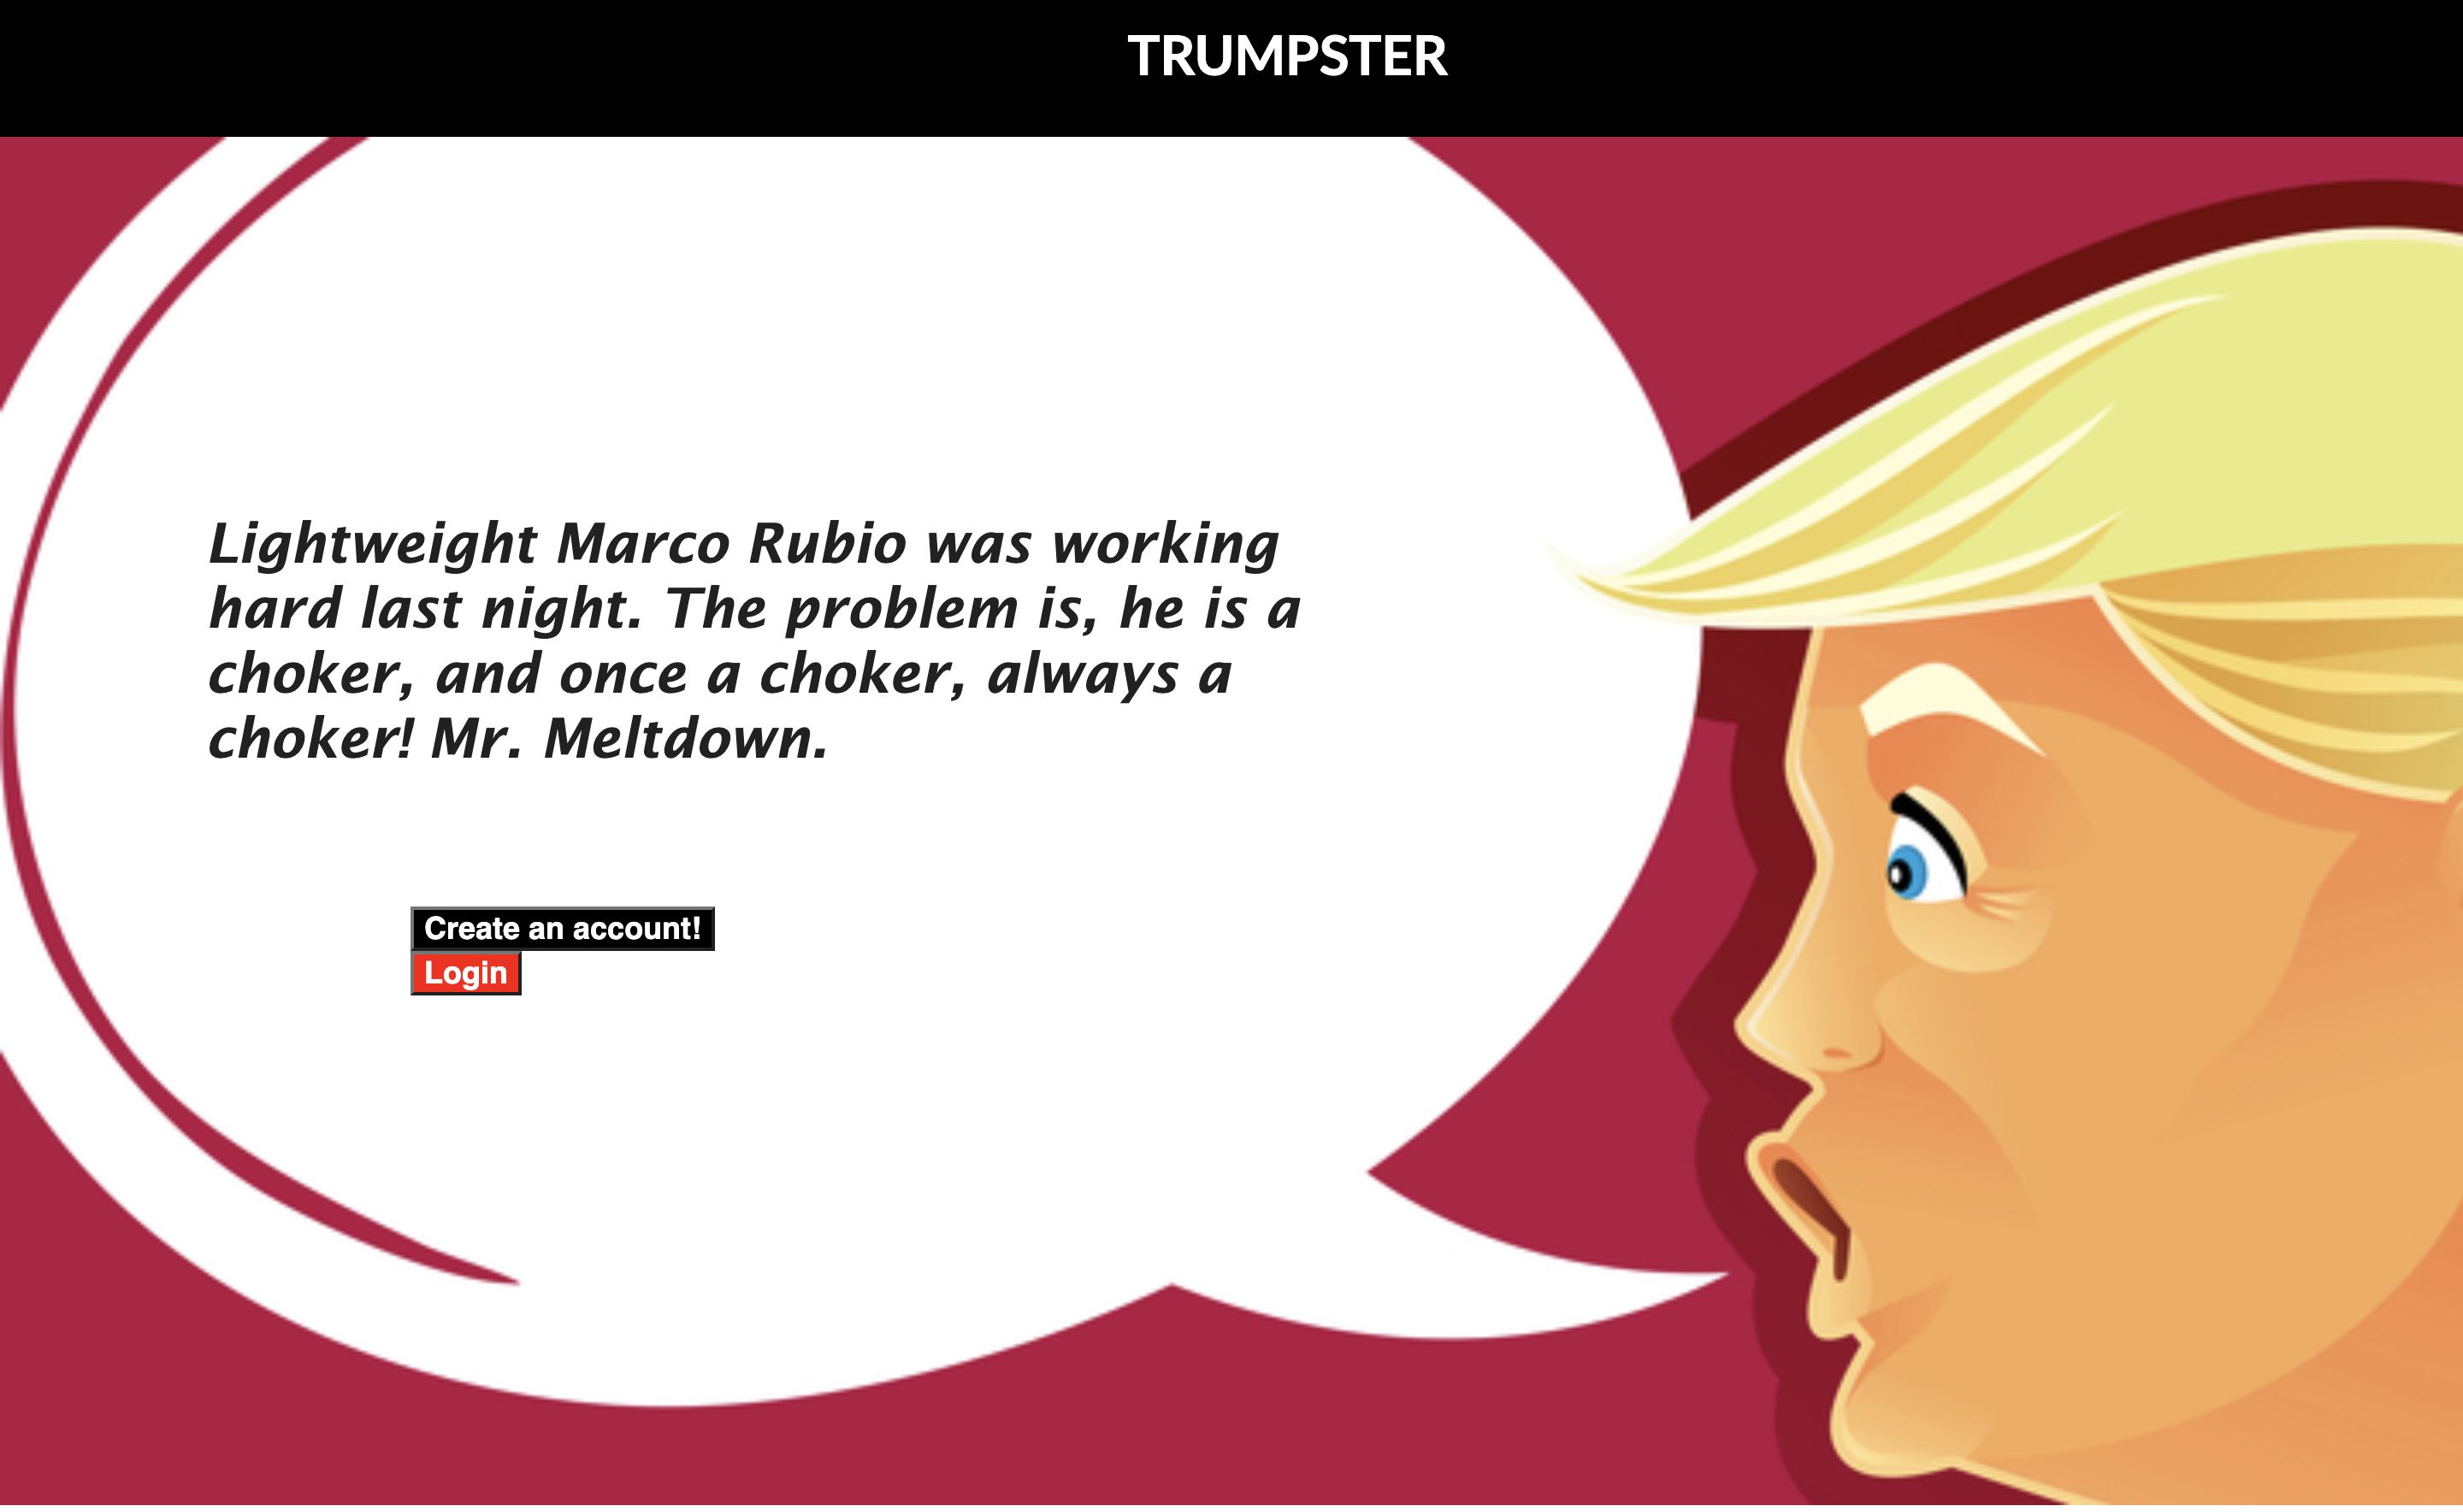 TRUMPSTER
Lightweight Marco Rubio was working
hard last night. The problem is, he is a
choker, and once a choker, always a
choker! Mr. Meltdown.
Create an account!
Login